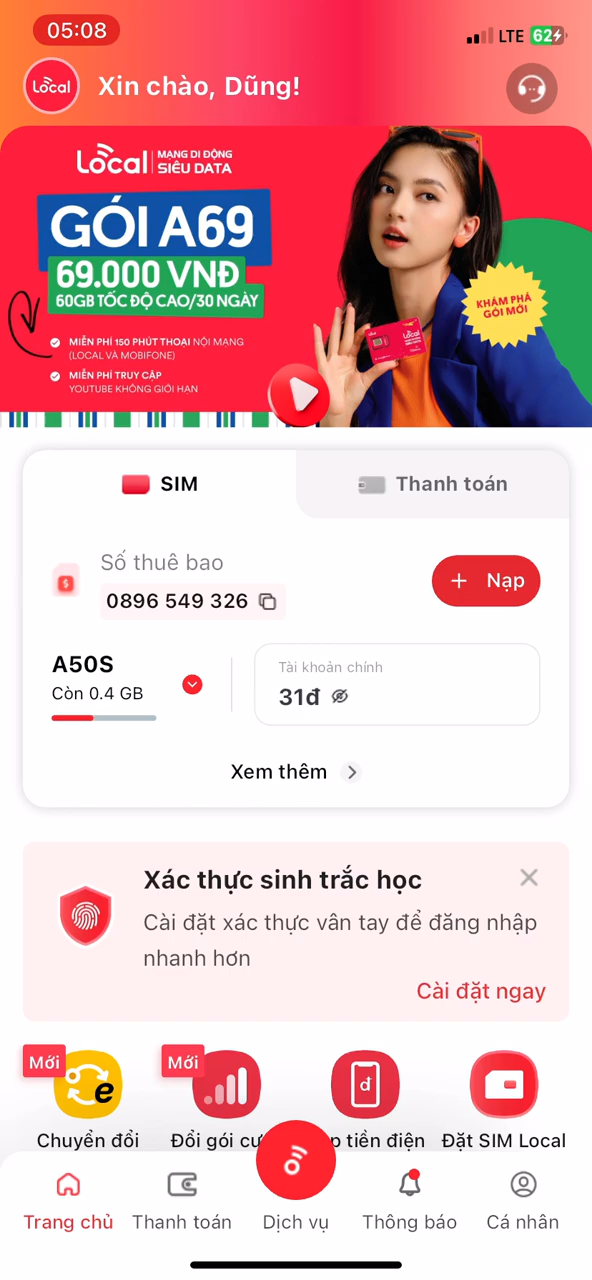 05:08
LTE 62
Local
Xin chào, Dũng!
Local MẠNG DI ĐỘNG
SIÊU DATA
GÓI A69
69.000 VNĐ
60GB TỐC ĐỘ CAO/30 NGÀY
MIỄN PHÍ 150 PHÚT THOẠI NỘI MẠNG
(LOCAL VÀ MOBIFONE)
MIỄN PHÍ TRUY CẬP
YOUTUBE KHÔNG GIỚI HẠN
KHÁM PHÁ
GÓI MỚI
Local
SIM
Thanh toán
Số thuê bao
0896 549 326
+ Nạp
A50S
Còn 0.4 GB
Tài khoản chính
31đ
Xem thêm
Xác thực sinh trắc học
Cài đặt xác thực vân tay để đăng nhập
nhanh hơn
Cài đặt ngay
Mới
Mới
e
đ
Chuyển đổi
Đổi gói cư
p tiền điện
Đặt SIM Local
Trang chủ
Thanh toán
Dịch vụ
Thông báo
Cá nhân